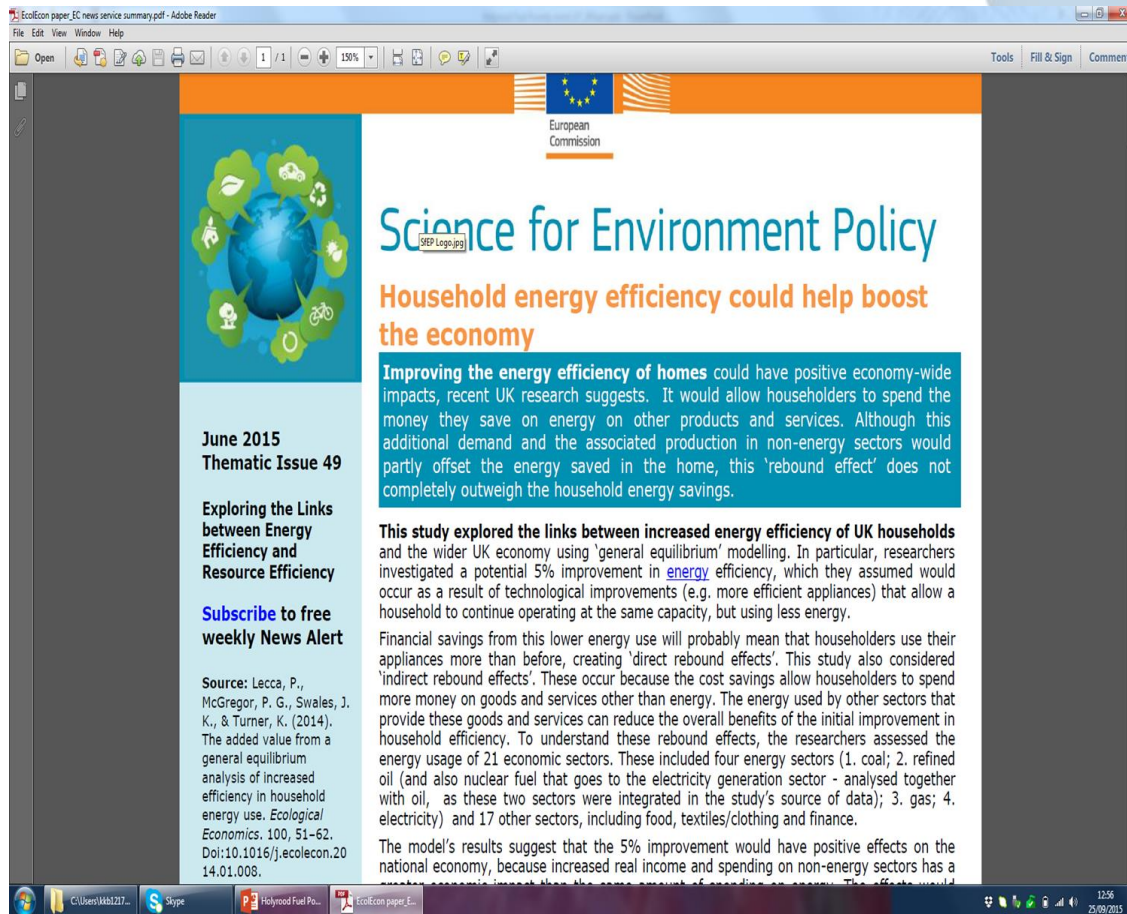 EcolEcon paper_EC news service summary.pdf - Adobe Reader
File Edit View Window Help
Open 1 / 1 150% Tools Fill & Sign Comment
European
Commission
Science for Environment Policy
SfEP Logo.jpg
Household energy efficiency could help boost
the economy
Improving the energy efficiency of homes could have positive economy-wide
impacts, recent UK research suggests. It would allow householders to spend the
money they save on energy on other products and services. Although this
additional demand and the associated production in non-energy sectors would
partly offset the energy saved in the home, this ‘rebound effect’ does not
completely outweigh the household energy savings.
June 2015
Thematic Issue 49
Exploring the Links
between Energy
Efficiency and
Resource Efficiency
Subscribe to free
weekly News Alert
Source: Lecca, P.,
McGregor, P. G., Swales, J.
K., & Turner, K. (2014).
The added value from a
general equilibrium
analysis of increased
efficiency in household
energy use. Ecological
Economics. 100, 51–62.
Doi:10.1016/j.ecolecon.20
14.01.008.
This study explored the links between increased energy efficiency of UK households
and the wider UK economy using ‘general equilibrium’ modelling. In particular, researchers
investigated a potential 5% improvement in energy efficiency, which they assumed would
occur as a result of technological improvements (e.g. more efficient appliances) that allow a
household to continue operating at the same capacity, but using less energy.
Financial savings from this lower energy use will probably mean that householders use their
appliances more than before, creating ‘direct rebound effects’. This study also considered
‘indirect rebound effects’. These occur because the cost savings allow householders to spend
more money on goods and services other than energy. The energy used by other sectors that
provide these goods and services can reduce the overall benefits of the initial improvement in
household efficiency. To understand these rebound effects, the researchers assessed the
energy usage of 21 economic sectors. These included four energy sectors (1. coal; 2. refined
oil (and also nuclear fuel that goes to the electricity generation sector - analysed together
with oil, as these two sectors were integrated in the study’s source of data); 3. gas; 4.
electricity) and 17 other sectors, including food, textiles/clothing and finance.
The model’s results suggest that the 5% improvement would have positive effects on the
national economy, because increased real income and spending on non-energy sectors has a
greater economic impact than the same amount of spending on energy. The effects would
C:\Users\kkb1217... Skype Holyrood Fuel Po... EcolEcon paper_E...
12:56
25/09/2015